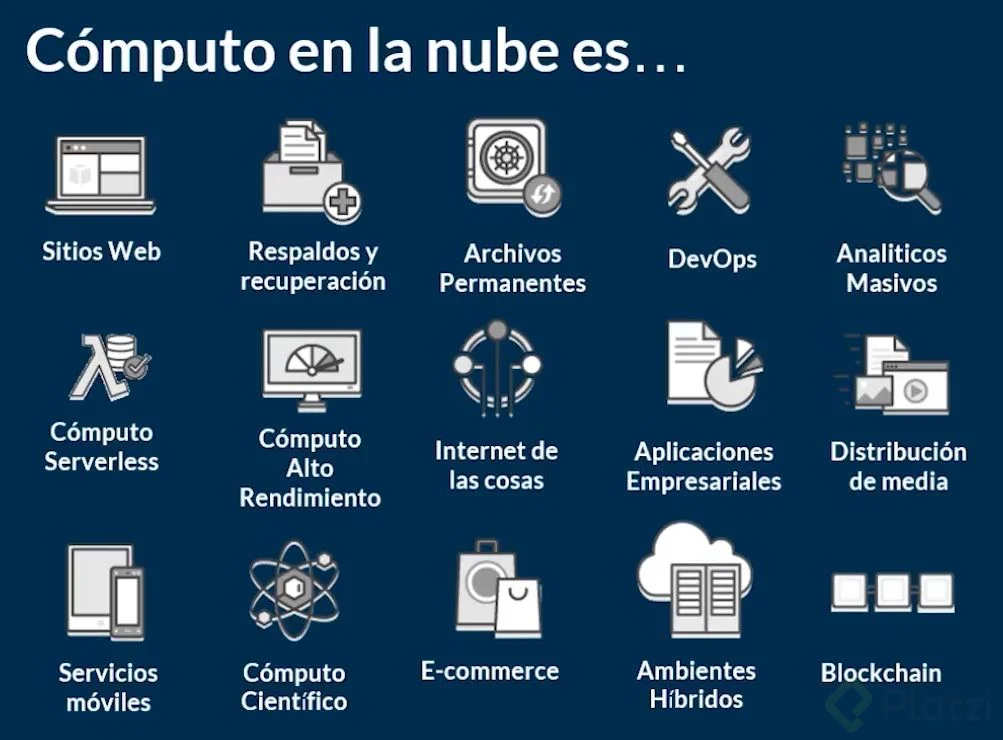 Cómputo en la nube es...
Sitios Web
Respaldos y
recuperación
Archivos
Permanentes
DevOps
Analiticos
Masivos
Cómputo
Serverless
Cómputo
Alto
Rendimiento
Internet de
las cosas
Aplicaciones
Empresariales
Distribución
de media
Servicios
móviles
Cómputo
Científico
E-commerce
Ambientes
Híbridos
Blockchain
Platzi